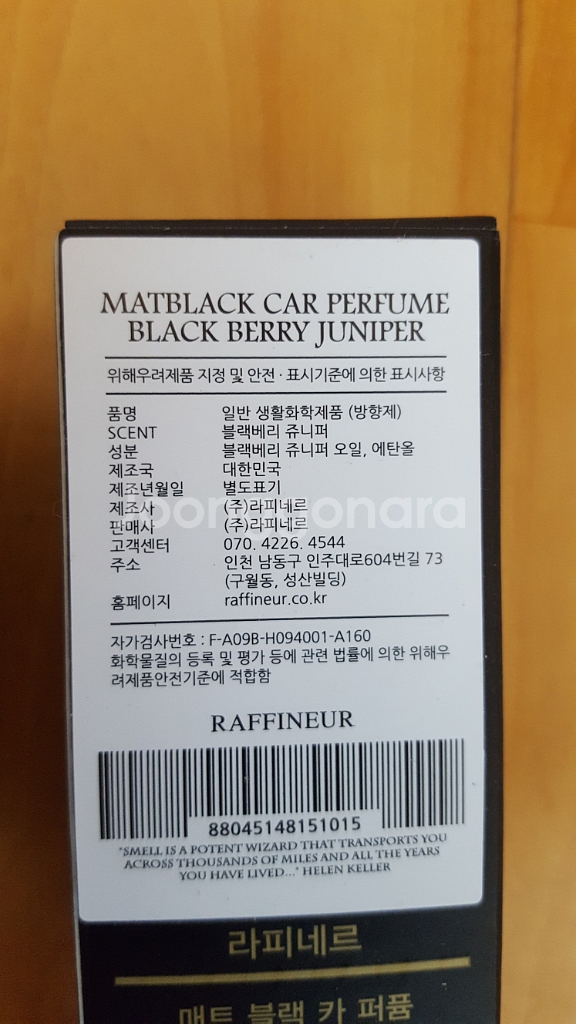 MATBLACK CAR PERFUME
BLACK BERRY JUNIPER
위해우려제품 지정 및 안전 · 표시기준에 의한 표시사항
품명 일반 생활화학제품 (방향제)
SCENT 블랙베리 쥬니퍼
성분 블랙베리 쥬니퍼 오일, 에탄올
제조국 대한민국
제조년월일 별도표기
제조사 (주)라피네르
판매사 (주)라피네르
고객센터 070. 4226. 4544
주소 인천 남동구 인주대로604번길 73
(구월동, 성산빌딩)
홈페이지 raffineur.co.kr
자가검사번호 : F-A09B-H094001-A160
화학물질의 등록 및 평가 등에 관련 법률에 의한 위해우
려제품안전기준에 적합함
RAFFINEUR
88045148151015
"SMELL IS A POTENT WIZARD THAT TRANSPORTS YOU
ACROSS THOUSANDS OF MILES AND ALL THE YEARS
YOU HAVE LIVED..." HELEN KELLER
라피네르
매트 블랙 카 퍼퓸
joonggonara